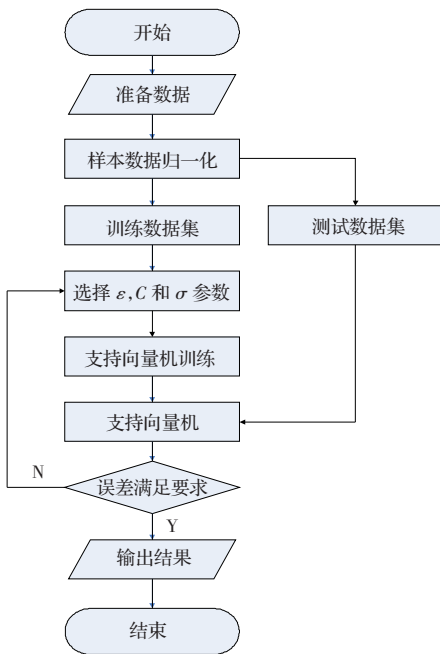 开始
准备数据
样本数据归一化
训练数据集
测试数据集
选择 ε,C 和 σ 参数
支持向量机训练
支持向量机
N
误差满足要求
Y
输出结果
结束